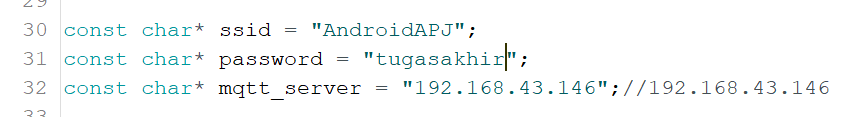 29
30 const char* ssid = "AndroidAPJ";
31 const char* password = "tugasakhir";
32 const char* mqtt_server = "192.168.43.146";//192.168.43.146
33